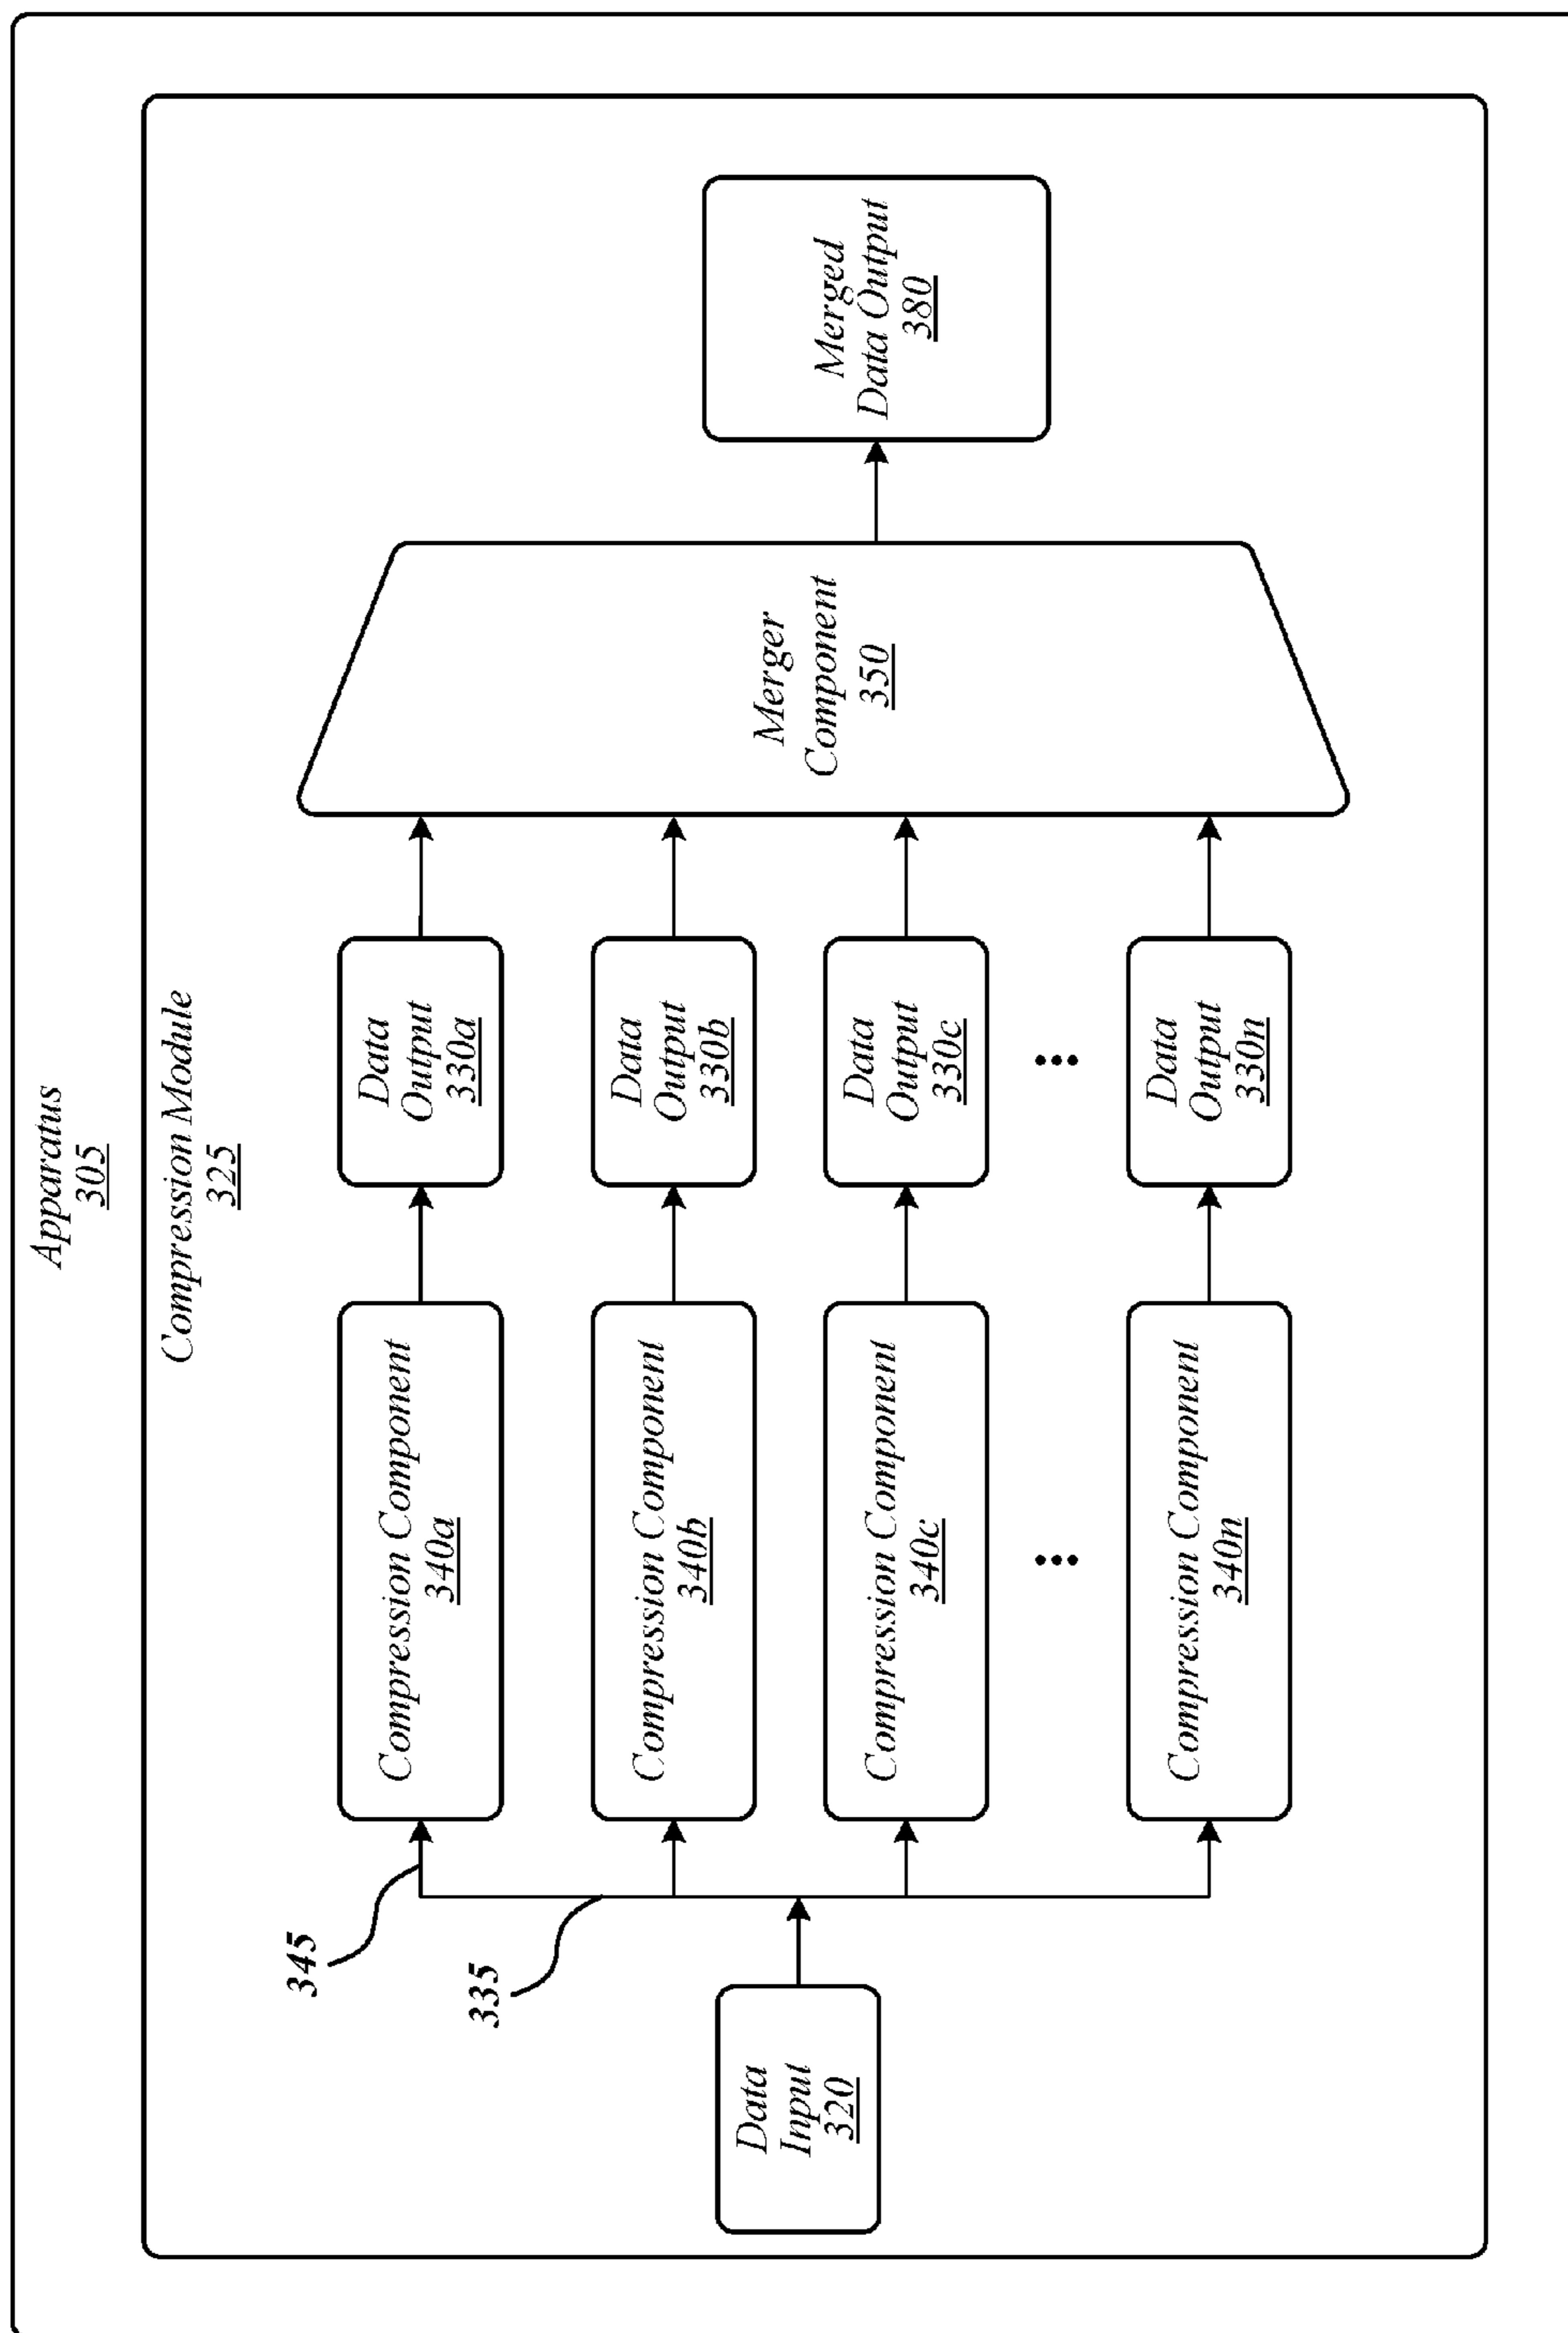 Apparatus
305
Compression Module
325
345
335
Data
Input
320
Compression Component
340a
Compression Component
340b
Compression Component
340c
Compression Component
340n
Data
Output
330a
Data
Output
330b
Data
Output
330c
Data
Output
330n
Merger
Component
350
Merged
Data Output
380